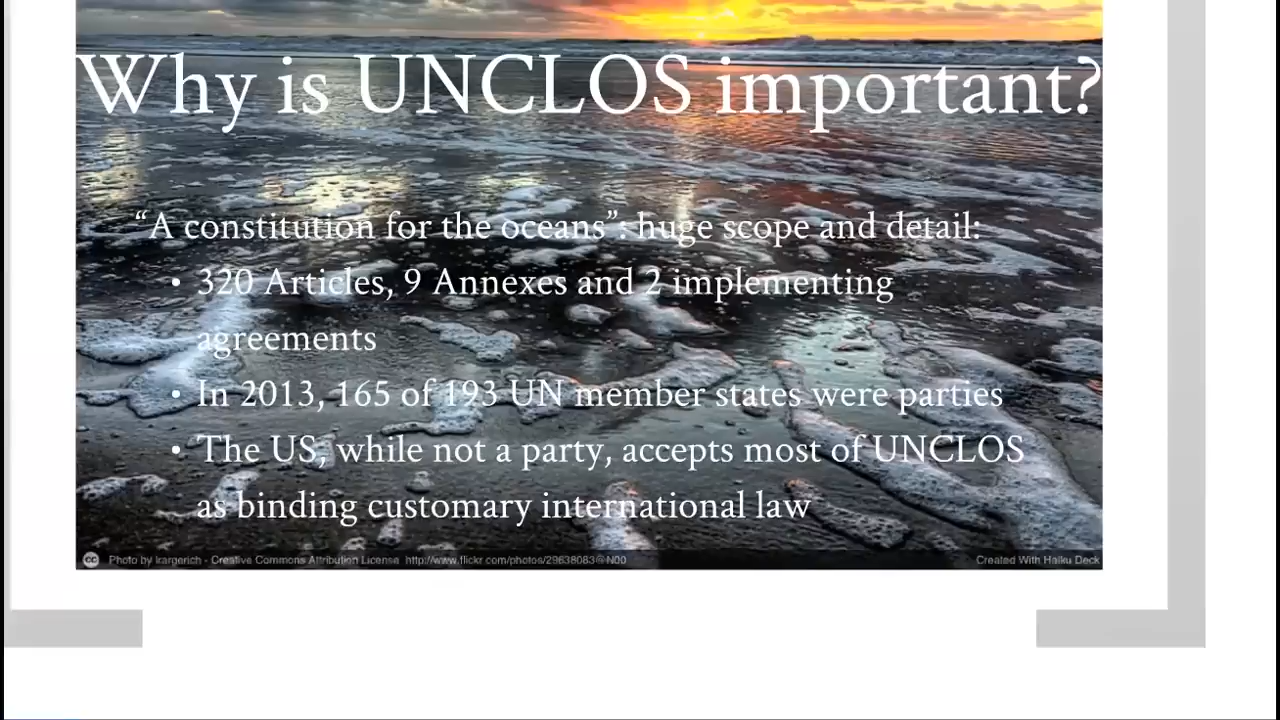 Why is UNCLOS important?
“A constitution for the oceans”: huge scope and detail:
• 320 Articles, 9 Annexes and 2 implementing
agreements
• In 2013, 165 of 193 UN member states were parties
• The US, while not a party, accepts most of UNCLOS
as binding customary international law
cc Photo by lrargerich - Creative Commons Attribution License http://www.flickr.com/photos/29638083@N00
Created With Haiku Deck